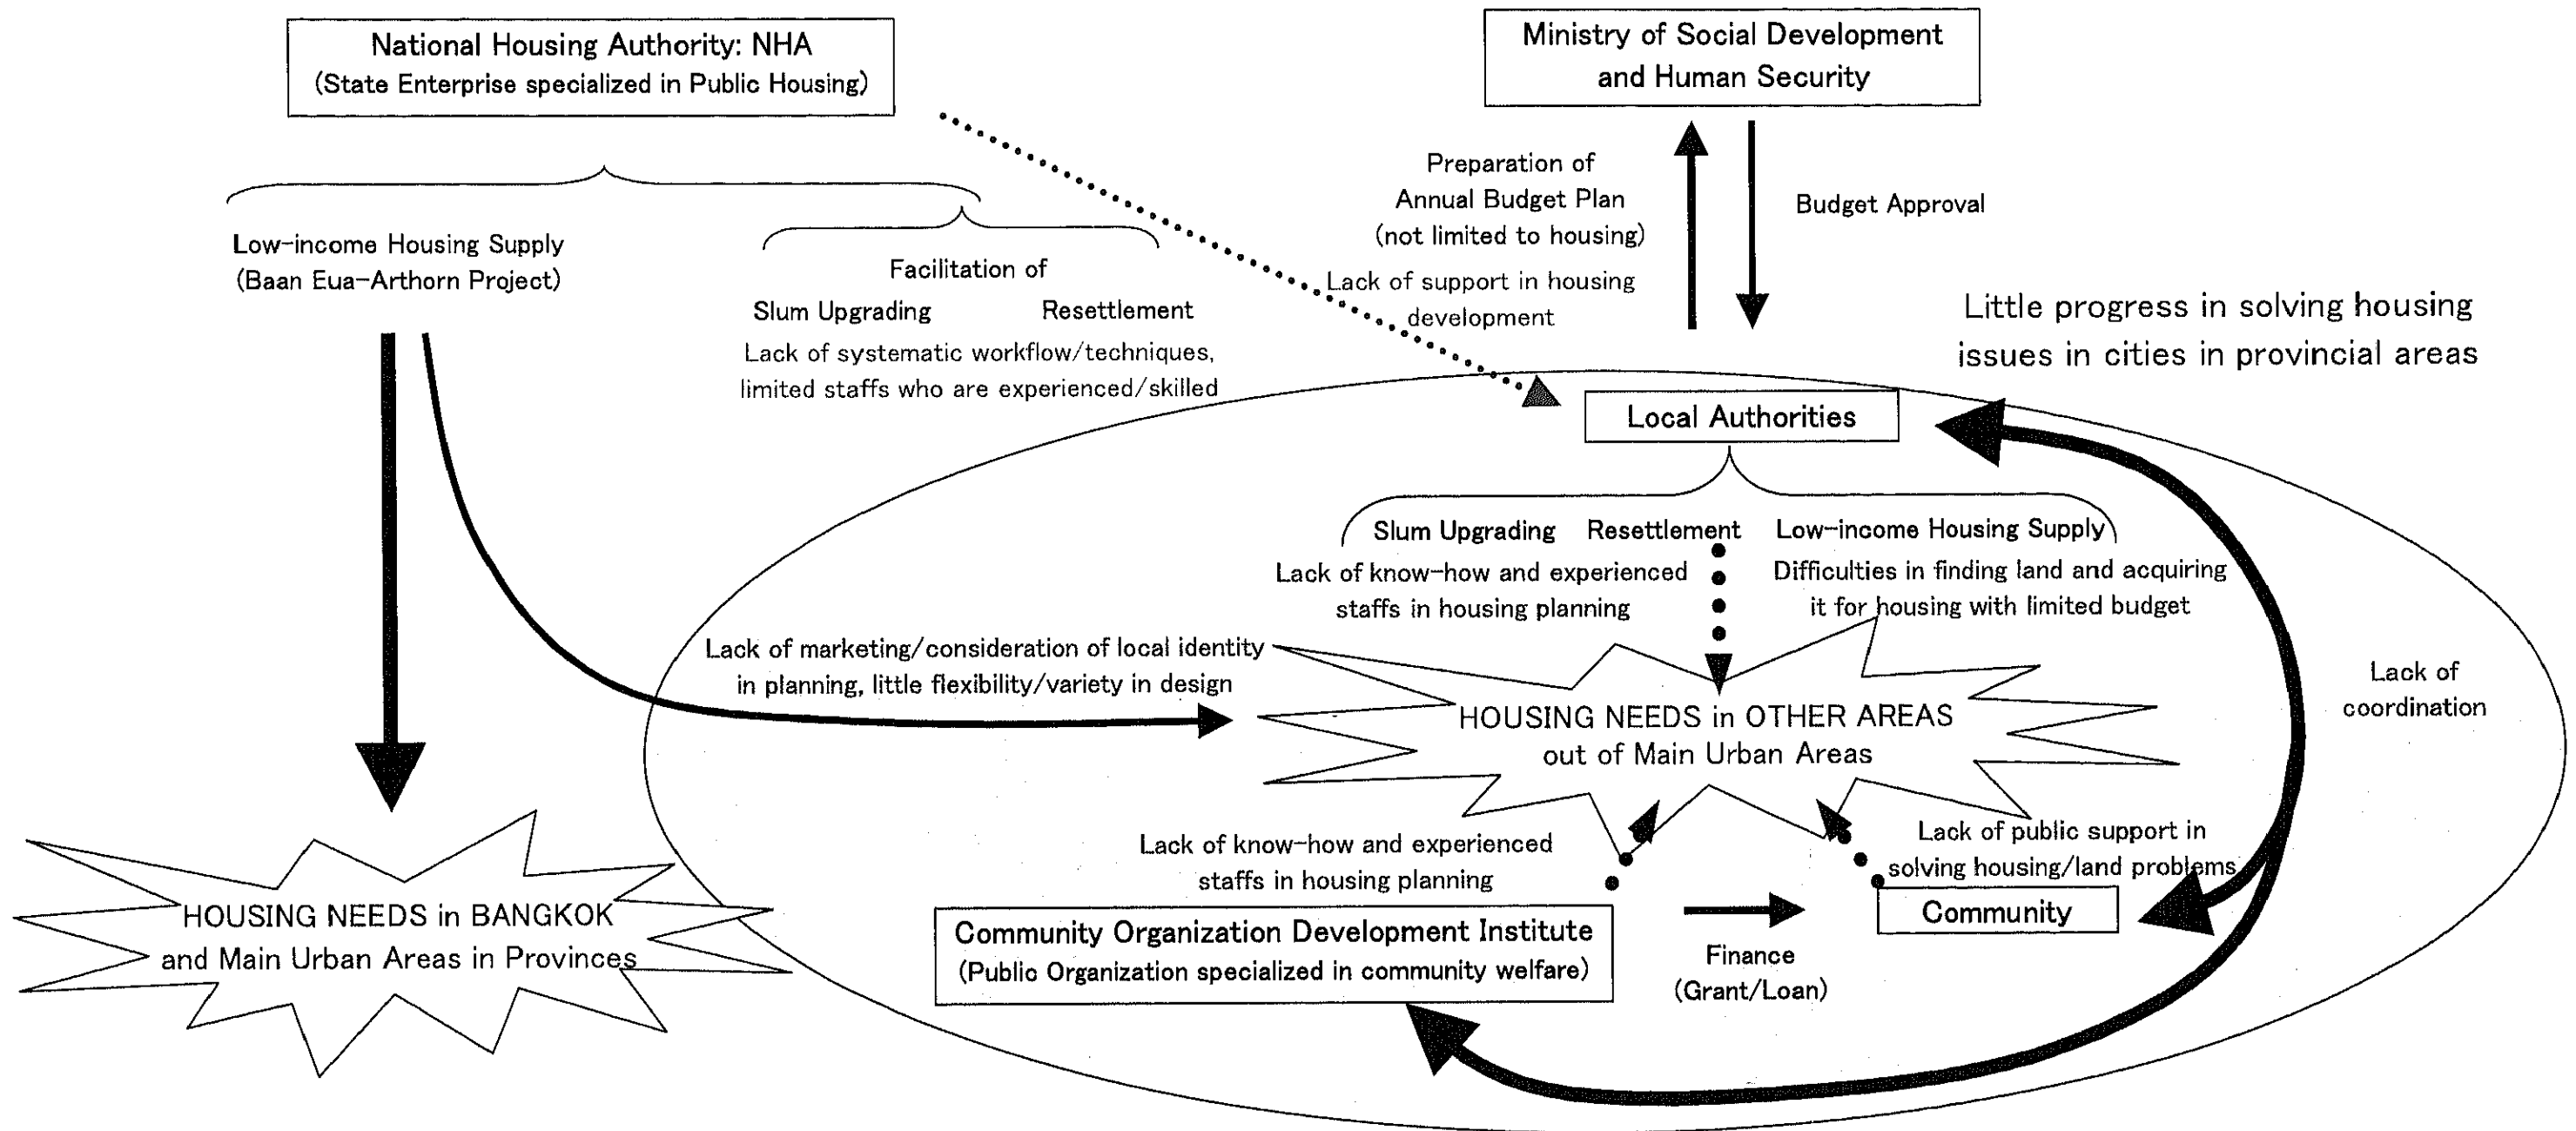 National Housing Authority: NHA
(State Enterprise specialized in Public Housing)
Ministry of Social Development
and Human Security
Preparation of
Annual Budget Plan
(not limited to housing)
Budget Approval
Low-income Housing Supply
(Baan Eua-Arthorn Project)
Facilitation of
Slum Upgrading
Resettlement
Lack of systematic workflow/techniques,
limited staffs who are experienced/skilled
Lack of support in housing
development
Little progress in solving housing
issues in cities in provincial areas
Local Authorities
Slum Upgrading
Resettlement
Low-income Housing Supply
Lack of know-how and experienced
staffs in housing planning
Difficulties in finding land and acquiring
it for housing with limited budget
Lack of marketing/consideration of local identity
in planning, little flexibility/variety in design
Lack of
coordination
HOUSING NEEDS in OTHER AREAS
out of Main Urban Areas
Lack of know-how and experienced
staffs in housing planning
Lack of public support in
solving housing/land problems
HOUSING NEEDS in BANGKOK
and Main Urban Areas in Provinces
Community Organization Development Institute
(Public Organization specialized in community welfare)
Finance
(Grant/Loan)
Community